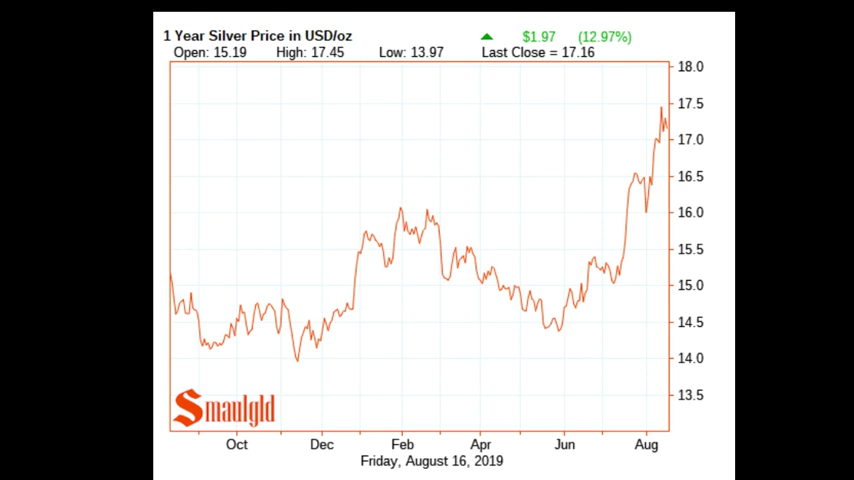 1 Year Silver Price in USD/oz
$1.97 (12.97%)
Open: 15.19 High: 17.45 Low: 13.97 Last Close = 17.16
18.0
17.5
17.0
16.5
16.0
15.5
15.0
14.5
14.0
13.5
Smaulgld
Oct Dec Feb Apr Jun Aug
Friday, August 16, 2019